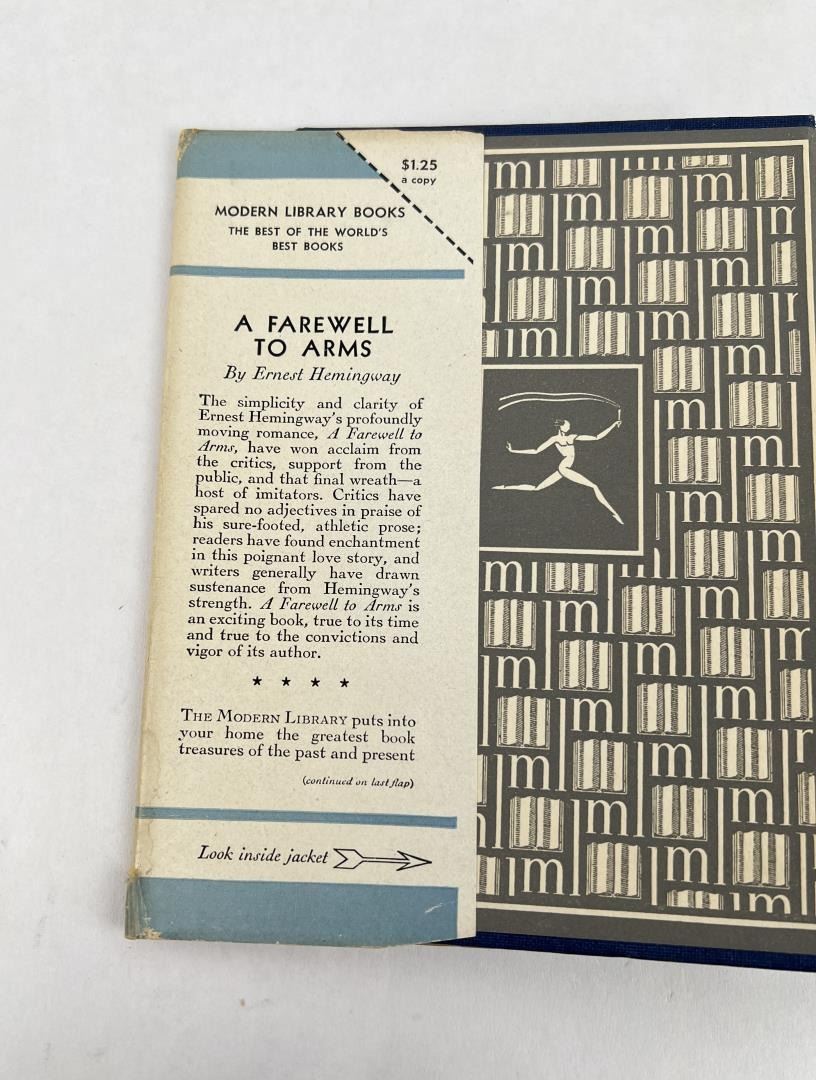 $1.25
a copy
MODERN LIBRARY BOOKS
THE BEST OF THE WORLD'S
BEST BOOKS
A FAREWELL
TO ARMS
By Ernest Hemingway
The simplicity and clarity of
Ernest Hemingway's profoundly
moving romance, A Farewell to
Arms, have won acclaim from
the critics, support from the
public, and that final wreath—a
host of imitators. Critics have
spared no adjectives in praise of
his sure-footed, athletic prose;
readers have found enchantment
in this poignant love story, and
writers generally have drawn
sustenance from Hemingway's
strength. A Farewell to Arms is
an exciting book, true to its time
and true to the convictions and
vigor of its author.
★ ★ ★ ★
THE MODERN LIBRARY puts into
your home the greatest book
treasures of the past and present
(continued on last flap)
Look inside jacket